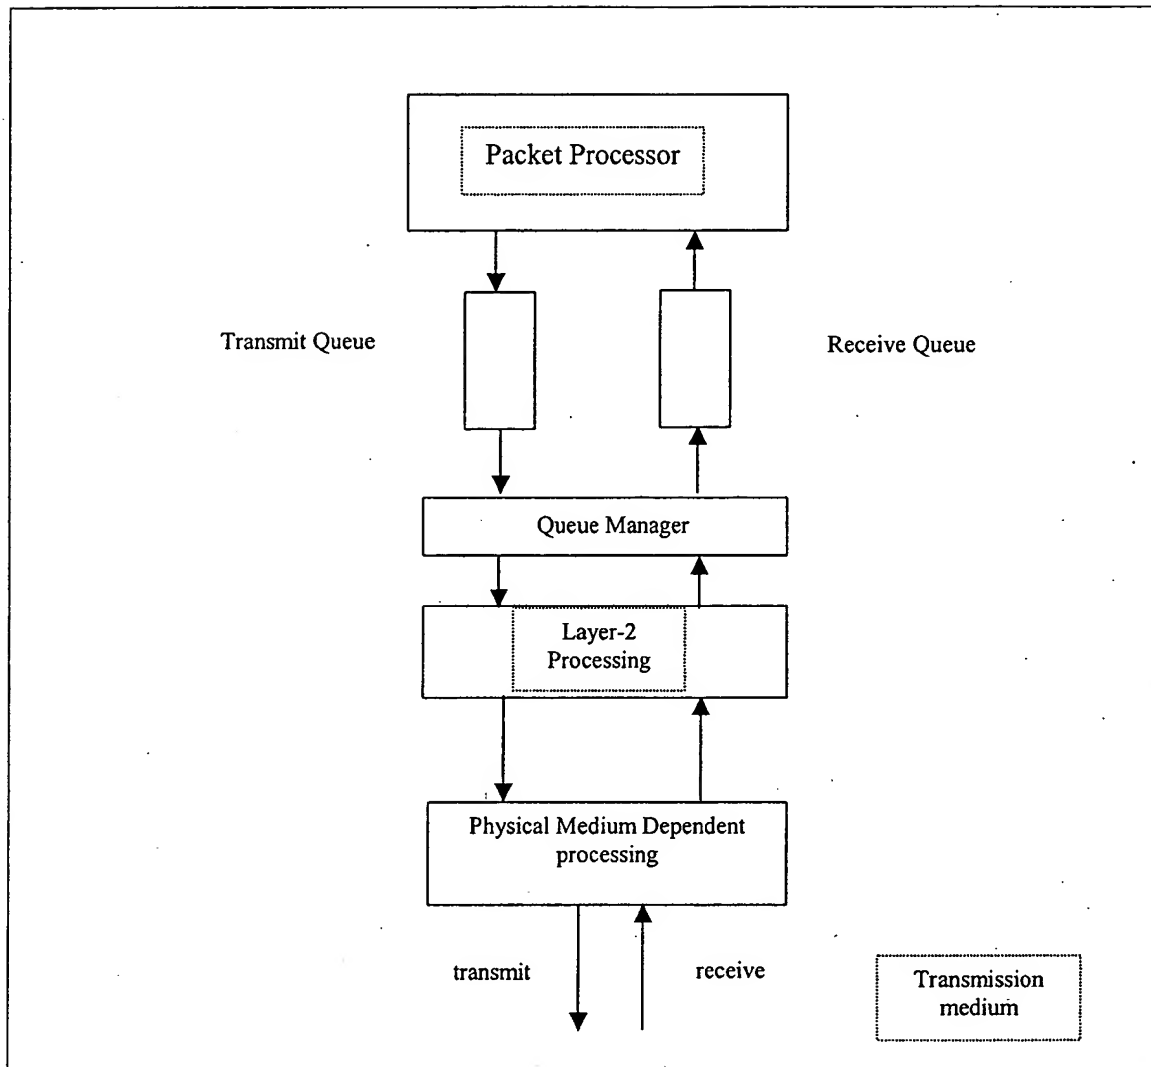 Packet Processor
Transmit Queue
Receive Queue
Queue Manager
Layer-2
Processing
Physical Medium Dependent
processing
transmit
receive
Transmission
medium